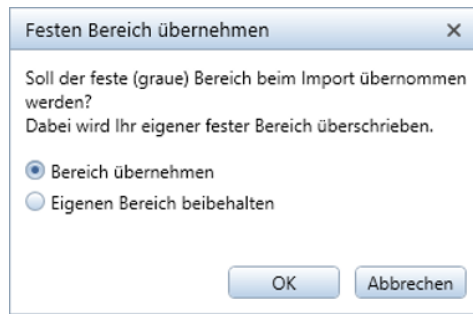 Festen Bereich übernehmen
Soll der feste (graue) Bereich beim Import übernommen
werden?
Dabei wird Ihr eigener fester Bereich überschrieben.
Bereich übernehmen
Eigenen Bereich beibehalten
OK Abbrechen